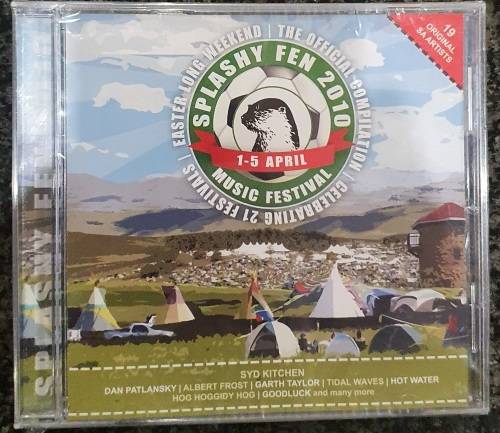 EASTER LONG WEEKEND | THE OFFICIAL COMPILATION | CELEBRATING 21 FESTIVALS |
SPLASHY FEN 2010
1-5 APRIL
MUSIC FESTIVAL
19
ORIGINAL
SA ARTISTS
SPLASHY FE
SYD KITCHEN
DAN PATLANSKY | ALBERT FROST | GARTH TAYLOR | TIDAL WAVES | HOT WATER
HOG HOGGIDY HOG | GOODLUCK and many more